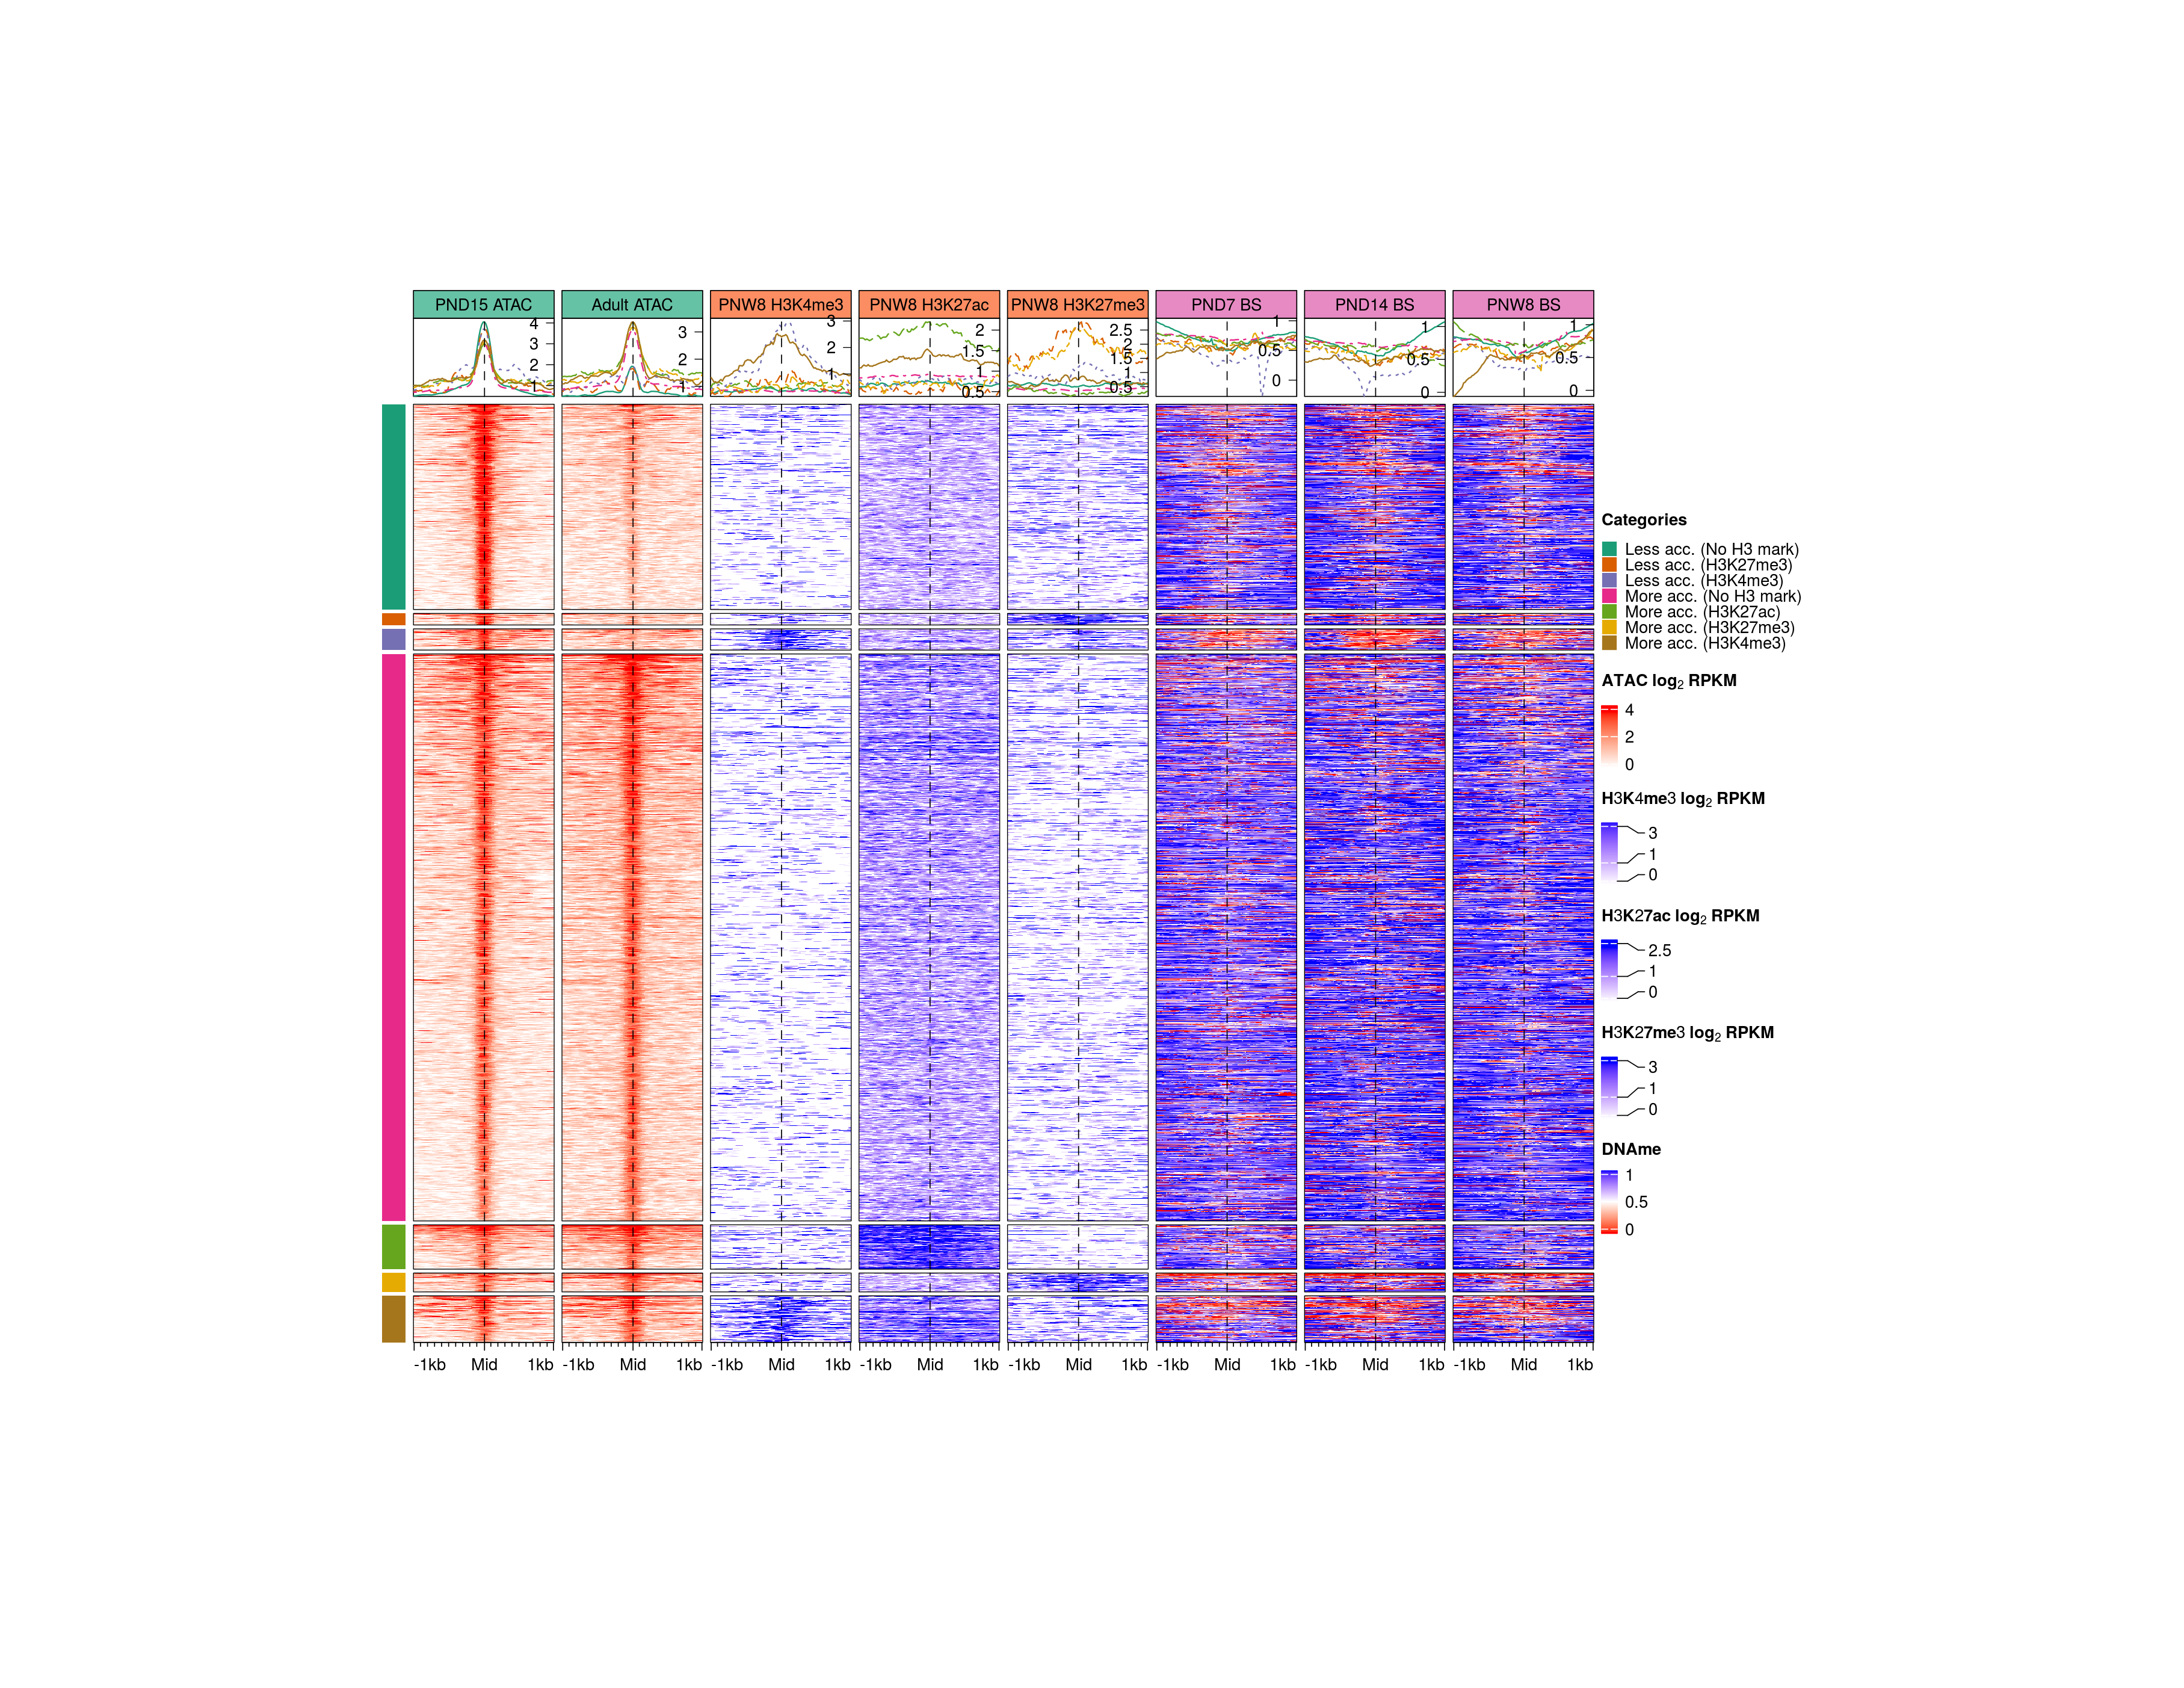 PND15 ATAC
Adult ATAC
PNW8 H3K4me3
PNW8 H3K27ac
PNW8 H3K27me3
PND7 BS
PND14 BS
PNW8 BS
4
3
2
1
3
2
1
3
2
1
2
1.5
1
0.5
2.5
2
1.5
1
0.5
1
0.5
0
1
0.5
0
1
0.5
0
Categories
Less acc. (No H3 mark)
Less acc. (H3K27me3)
Less acc. (H3K4me3)
More acc. (No H3 mark)
More acc. (H3K27ac)
More acc. (H3K27me3)
More acc. (H3K4me3)
ATAC log2 RPKM
4
2
0
H3K4me3 log2 RPKM
3
1
0
H3K27ac log2 RPKM
2.5
1
0
H3K27me3 log2 RPKM
3
1
0
DNAme
1
0.5
0
-1kb Mid 1kb
-1kb Mid 1kb
-1kb Mid 1kb
-1kb Mid 1kb
-1kb Mid 1kb
-1kb Mid 1kb
-1kb Mid 1kb
-1kb Mid 1kb